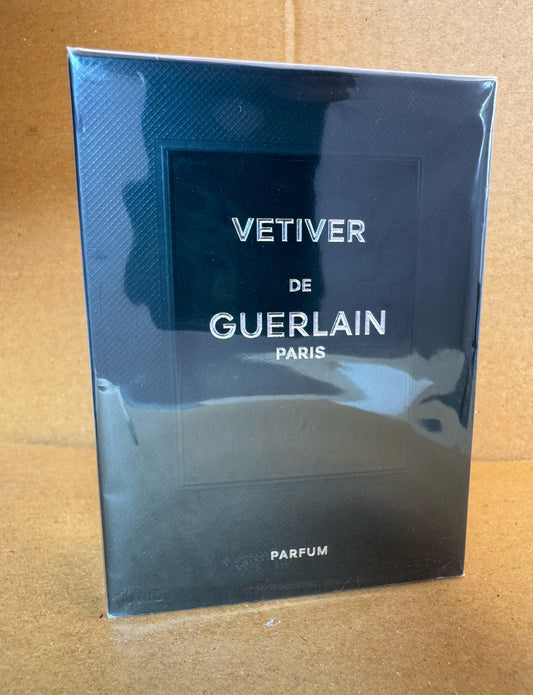 VETIVER
DE
GUERLAIN
PARIS
PARFUM